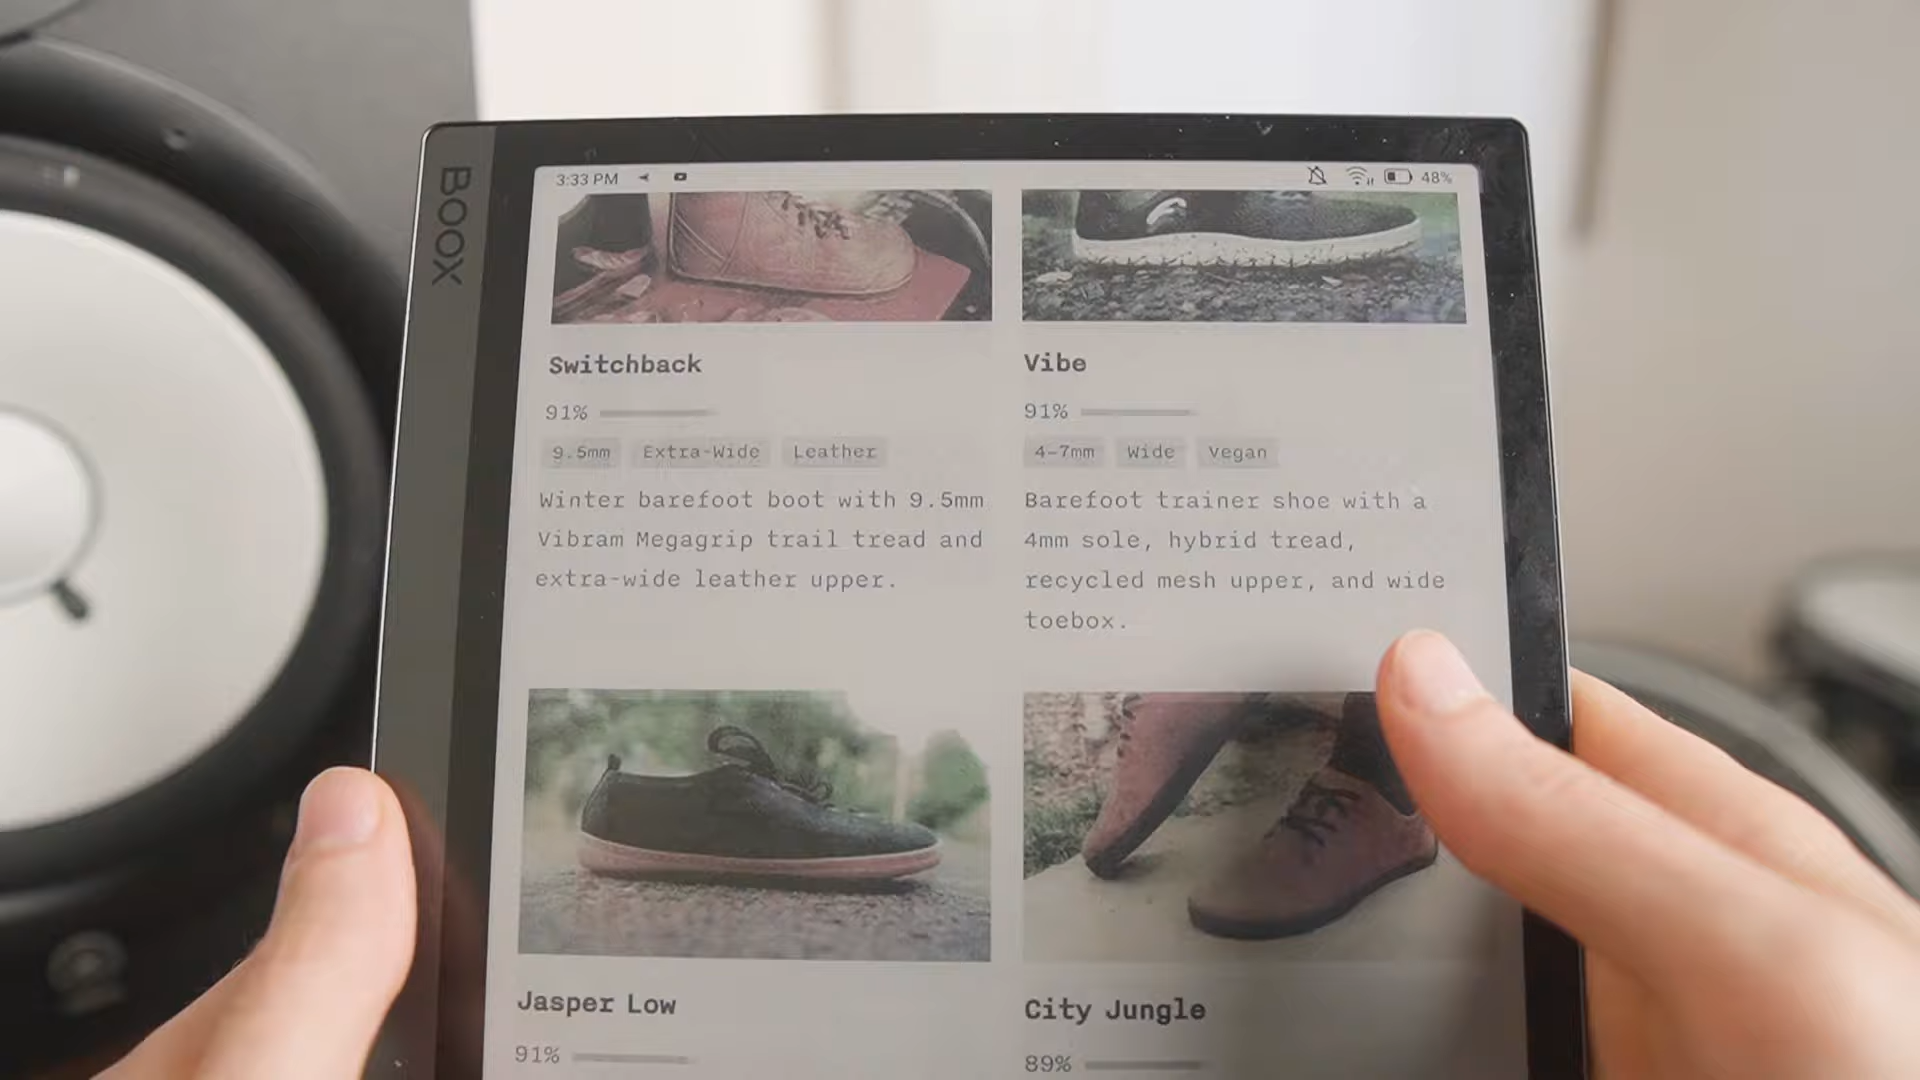 BOOX
3:33 PM
48%
Switchback
91%
9.5mm Extra-Wide Leather
Winter barefoot boot with 9.5mm
Vibram Megagrip trail tread and
extra-wide leather upper.
Vibe
91%
4-7mm Wide Vegan
Barefoot trainer shoe with a
4mm sole, hybrid tread,
recycled mesh upper, and wide
toebox.
Jasper Low
91%
City Jungle
89%